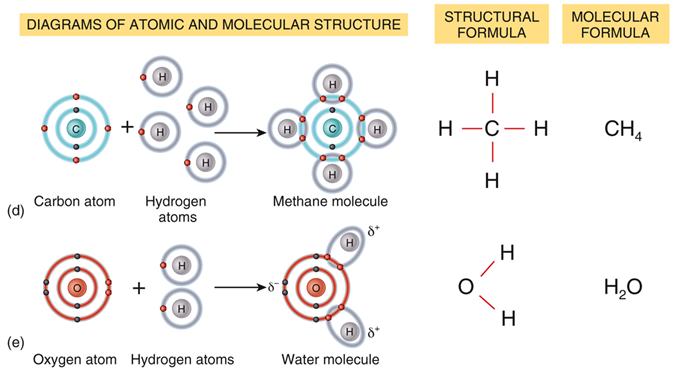 DIAGRAMS OF ATOMIC AND MOLECULAR STRUCTURE
STRUCTURAL
FORMULA
MOLECULAR
FORMULA
H
H
H
H
C
+
H
H
C
H
H
H
H — C — H
H
CH₄
(d)
Carbon atom
Hydrogen
atoms
Methane molecule
O
+
H
H
δ⁻
O
H
δ⁺
H
δ⁺
H
O
H
H₂O
(e)
Oxygen atom
Hydrogen atoms
Water molecule